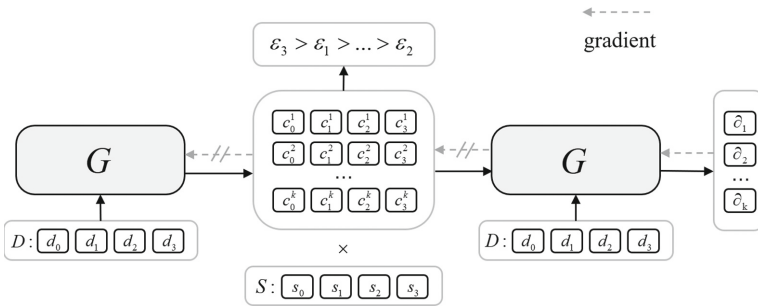 ε₃ > ε₁ > ... > ε₂
gradient
c₀¹ c₁¹ c₂¹ c₃¹
c₀² c₁² c₂² c₃²
...
c₀ᵏ c₁ᵏ c₂ᵏ c₃ᵏ
G
G
∂₁
∂₂
...
∂ₖ
D: d₀ d₁ d₂ d₃
D: d₀ d₁ d₂ d₃
×
S: s₀ s₁ s₂ s₃